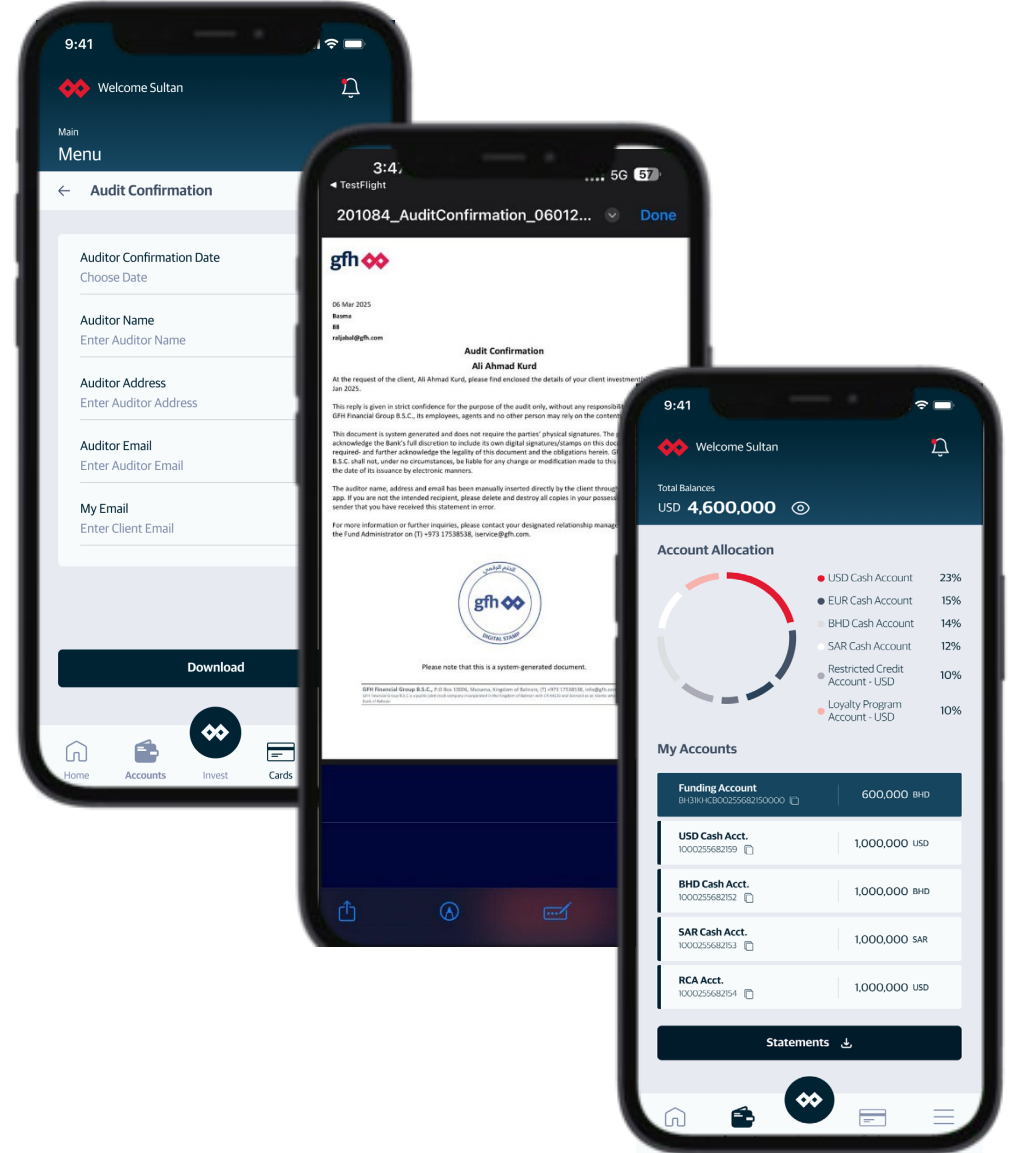 9:41
Welcome Sultan
Main
Menu
Audit Confirmation
Auditor Confirmation Date
Choose Date
Auditor Name
Enter Auditor Name
Auditor Address
Enter Auditor Address
Auditor Email
Enter Auditor Email
My Email
Enter Client Email
Download
Home
Accounts
Invest
Cards
3:47
TestFlight
5G
57
201084_AuditConfirmation_06012...
Done
gfh
06 Mar 2025
Basma
BB
raljabal@gfh.com
Audit Confirmation
Ali Ahmad Kurd
At the request of the client, Ali Ahmad Kurd, please find enclosed the details of your client investment
Jan 2025.
This reply is given in strict confidence for the purpose of the audit only, without any responsibil
GFH Financial Group B.S.C., its employees, agents and no other person may rely on the content
This document is system generated and does not require the parties' physical signatures. The
acknowledge the Bank's full discretion to include its own digital signatures/stamps on this doc
required- and further acknowledge the legality of this document and the obligations herein. G
B.S.C. shall not, under no circumstances, be liable for any change or modification made to this
the date of its issuance by electronic manners.
The auditor name, address and email has been manually inserted directly by the client through
app. If you are not the intended recipient, please delete and destroy all copies in your possess
sender that you have received this statement in error.
For more information or further inquiries, please contact your designated relationship manage
the Fund Administrator on (T) +973 17538538, iservice@gfh.com.
الختم الرقمي
gfh
DIGITAL STAMP
Please note that this is a system-generated document.
GFH Financial Group B.S.C., P.O Box 10006, Manama, Kingdom of Bahrain, (T) +973 17538538, info@gfh.com
9:41
Welcome Sultan
Total Balances
USD 4,600,000
Account Allocation
USD Cash Account 23%
EUR Cash Account 15%
BHD Cash Account 14%
SAR Cash Account 12%
Restricted Credit
Account - USD 10%
Loyalty Program
Account - USD 10%
My Accounts
Funding Account
BH31KHCB00255682150000
600,000 BHD
USD Cash Acct.
1000255682159
1,000,000 USD
BHD Cash Acct.
1000255682152
1,000,000 BHD
SAR Cash Acct.
1000255682153
1,000,000 SAR
RCA Acct.
1000255682154
1,000,000 USD
Statements